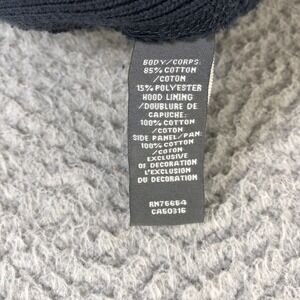 BODY/CORPS:
85% COTTON
/COTON
15% POLYESTER
HOOD LINING
/DOUBLURE DE
CAPUCHE:
100% COTTON
/COTON
SIDE PANEL/PAN:
100% COTTON
/COTON
EXCLUSIVE
OF DECORATION
L'EXCLUSION
DU DECORATION
RN76664
CA50316